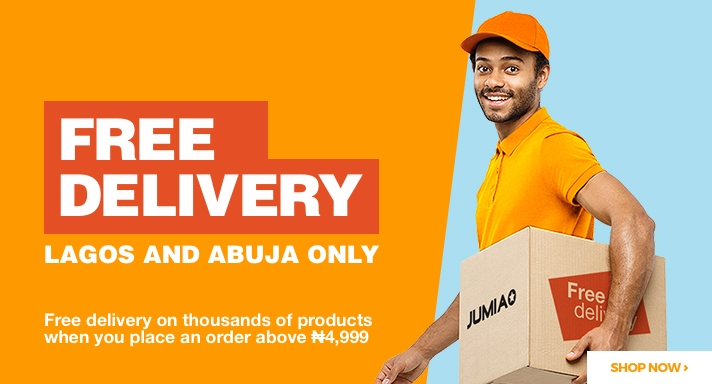 FREE
DELIVERY
LAGOS AND ABUJA ONLY
Free delivery on thousands of products
when you place an order above ₦4,999
JUMIA
Free
deliv
SHOP NOW ›